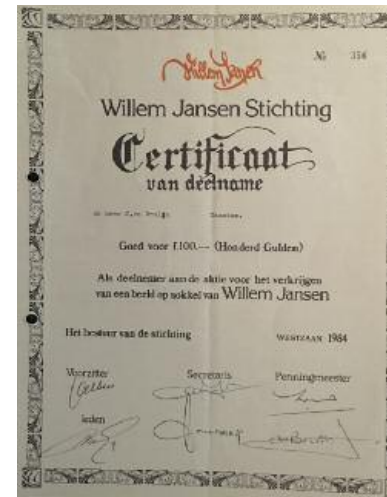 Willem Jansen
№ 356
Willem Jansen Stichting
Certificaat
van deelname
Goed voor f.100.-- (Honderd Gulden)
Als deelnemer aan de aktie voor het verkrijgen
van een beeld op sokkel van Willem Jansen
Het bestuur van de stichting WESTZAAN 1984
Voorzitter Secretaris Penningmeester
leden